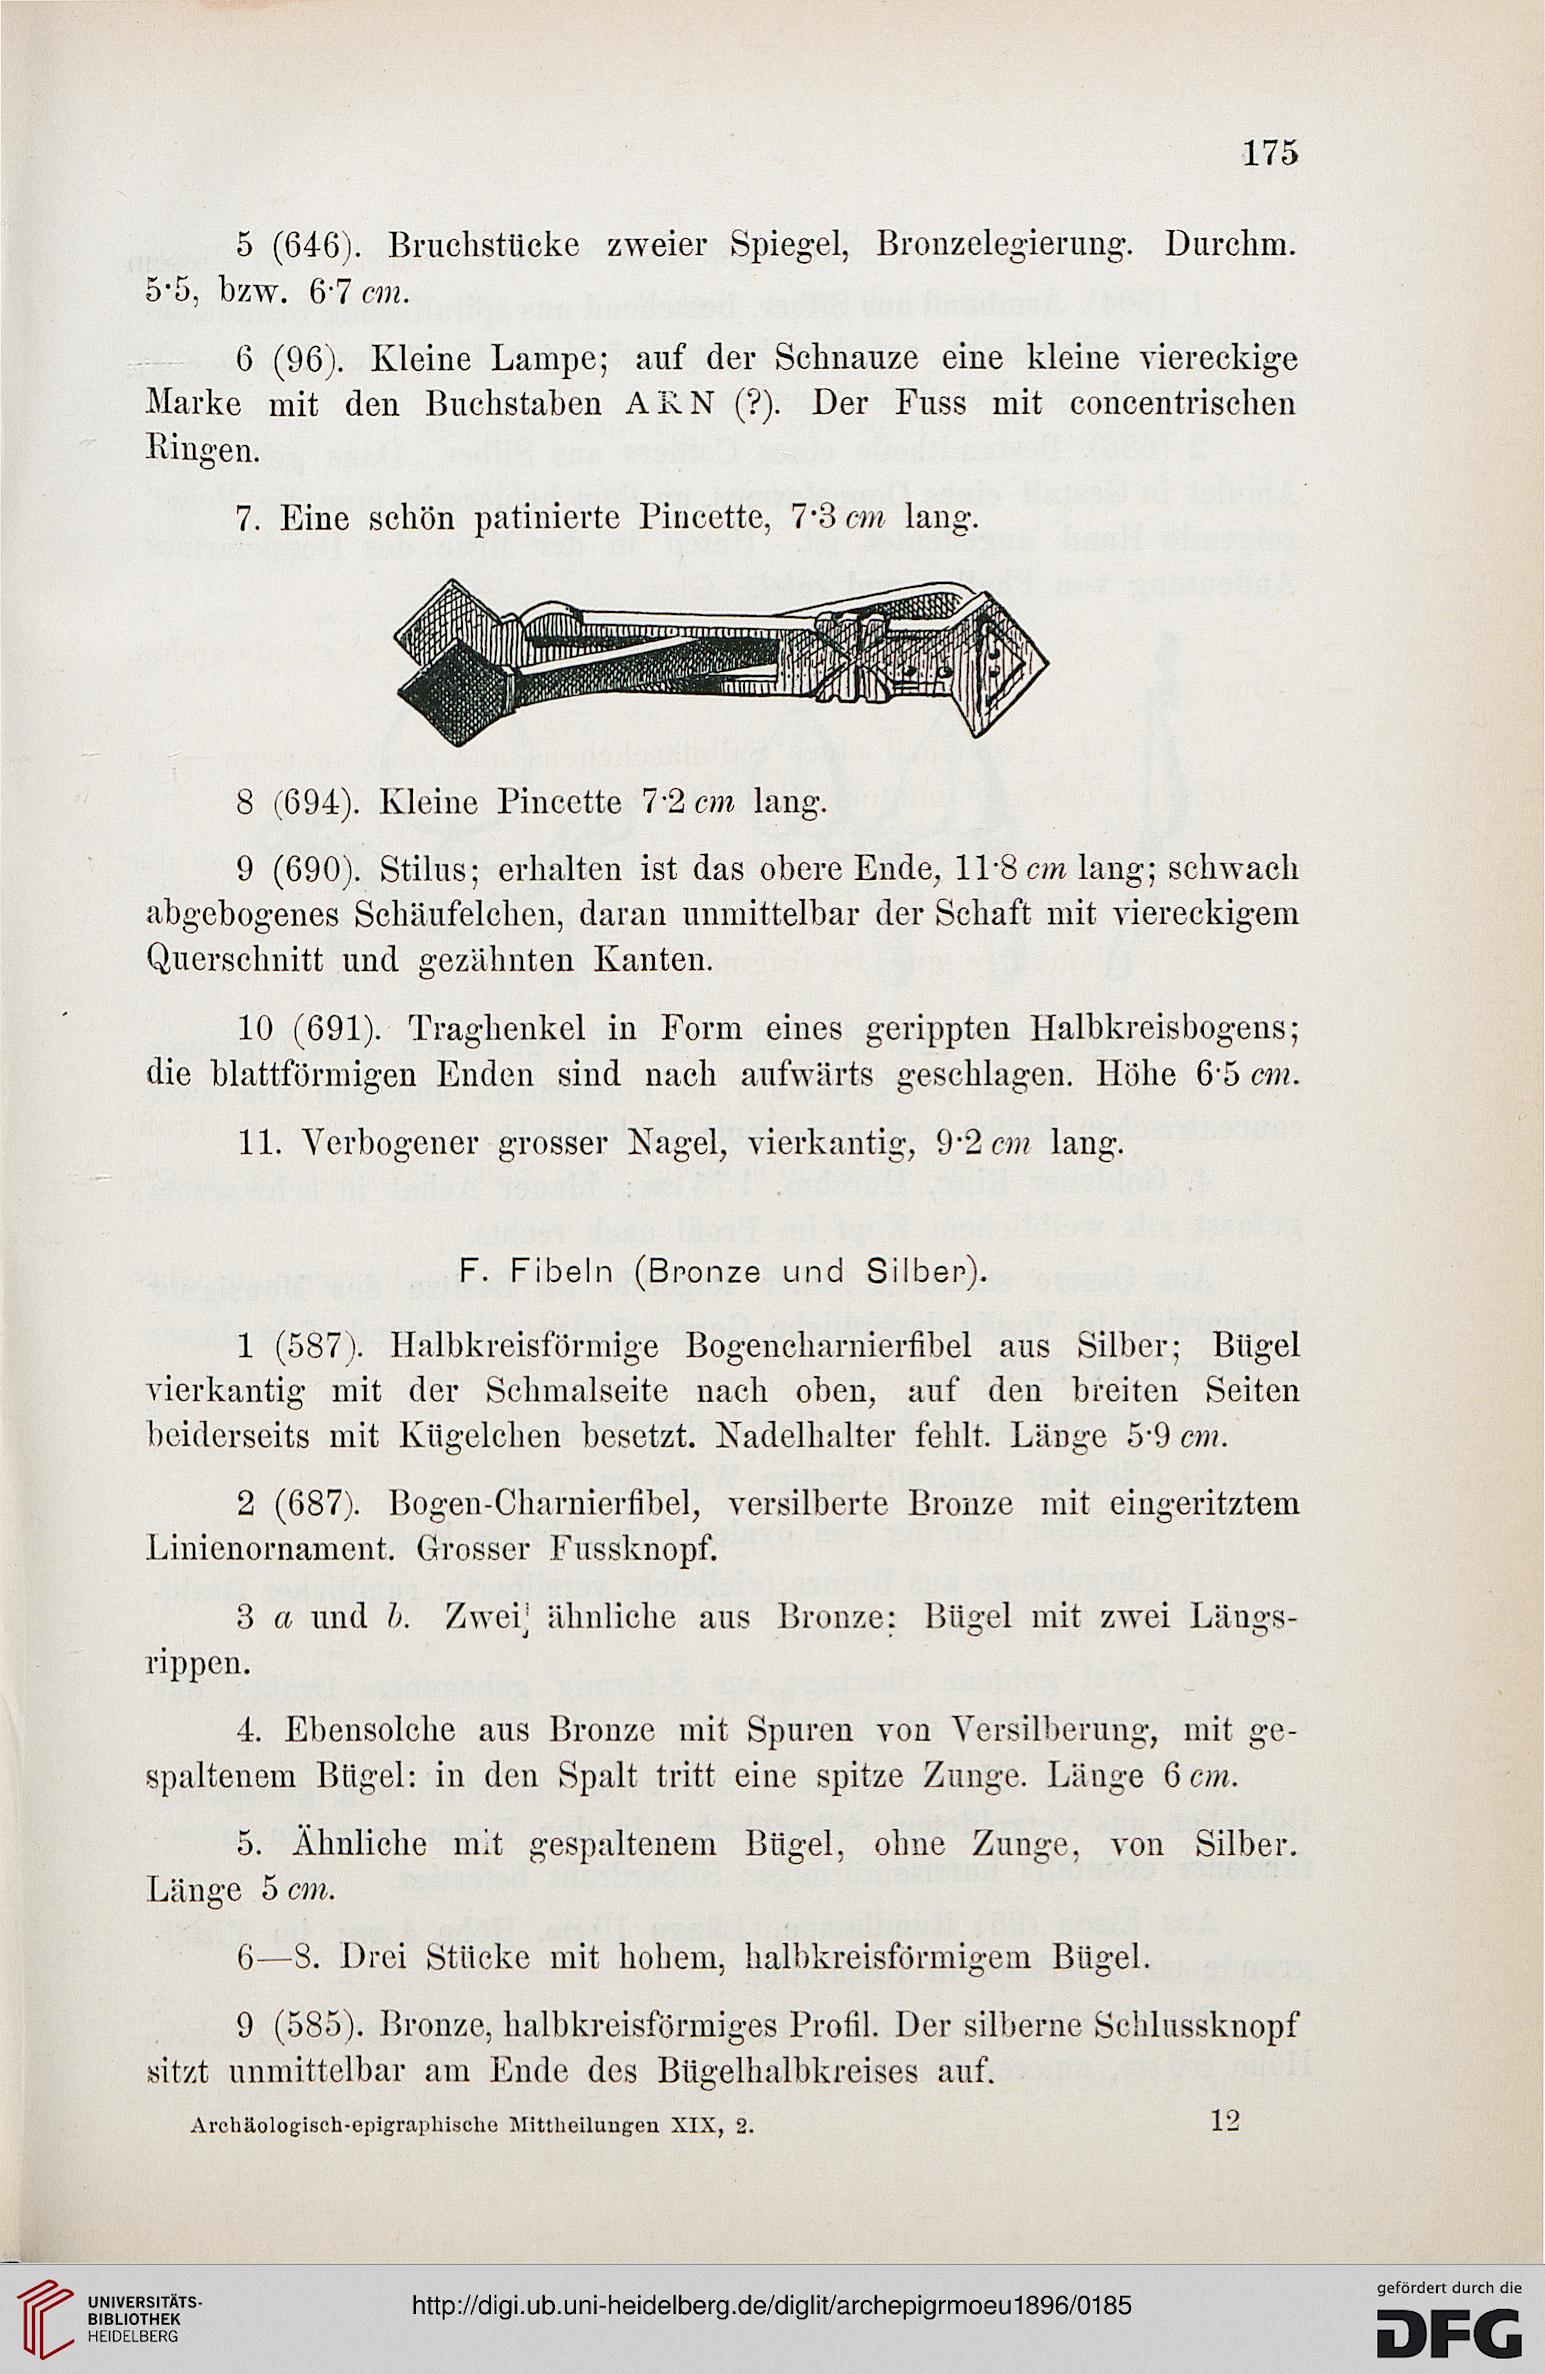 175
5 (646). Bruchstücke zweier Spiegel, Bronzelegierung. Durchm.
5·5, bzw. 6·7 cm.
6 (96). Kleine Lampe; auf der Schnauze eine kleine viereckige
Marke mit den Buchstaben ARN (?). Der Fuss mit concentrischen
Ringen.
7. Eine schön patinierte Pincette, 7·3 cm lang.
8 (694). Kleine Pincette 7·2 cm lang.
9 (690). Stilus; erhalten ist das obere Ende, 11·8 cm lang; schwach
abgebogenes Schäufelchen, daran unmittelbar der Schaft mit viereckigem
Querschnitt und gezähnten Kanten.
10 (691). Traghenkel in Form eines gerippten Halbkreisbogens;
die blattförmigen Enden sind nach aufwärts geschlagen. Höhe 6·5 cm.
11. Verbogener grosser Nagel, vierkantig, 9·2 cm lang.
F. Fibeln (Bronze und Silber).
1 (587). Halbkreisförmige Bogencharnierfibel aus Silber; Bügel
vierkantig mit der Schmalseite nach oben, auf den breiten Seiten
beiderseits mit Kügelchen besetzt. Nadelhalter fehlt. Länge 5·9 cm.
2 (687). Bogen-Charnierfibel, versilberte Bronze mit eingeritztem
Linienornament. Grosser Fussknopf.
3 a und b. Zwei ähnliche aus Bronze: Bügel mit zwei Längs-
rippen.
4. Ebensolche aus Bronze mit Spuren von Versilberung, mit ge-
spaltenem Bügel: in den Spalt tritt eine spitze Zunge. Länge 6 cm.
5. Ähnliche mit gespaltenem Bügel, ohne Zunge, von Silber.
Länge 5 cm.
6—8. Drei Stücke mit hohem, halbkreisförmigem Bügel.
9 (585). Bronze, halbkreisförmiges Profil. Der silberne Schlussknopf
sitzt unmittelbar am Ende des Bügelhalbkreises auf.
Archäologisch-epigraphische Mittheilungen XIX, 2. 12
UNIVERSITÄTS-
BIBLIOTHEK
HEIDELBERG
http://digi.ub.uni-heidelberg.de/diglit/archepigrmoeu1896/0185
gefördert durch die
DFG